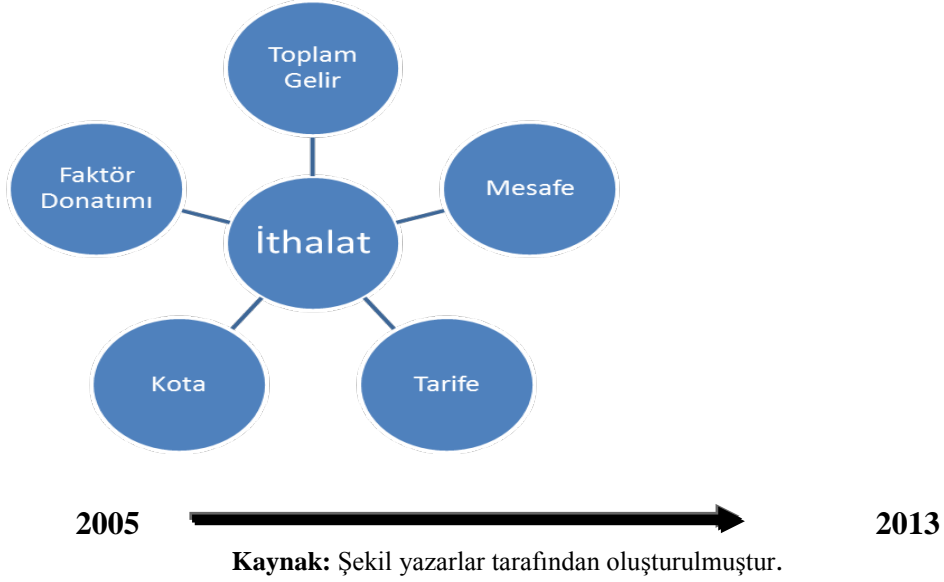 Toplam
Gelir
Faktör
Donatımı
Mesafe
İthalat
Kota
Tarife
2005
2013
Kaynak: Şekil yazarlar tarafından oluşturulmuştur.